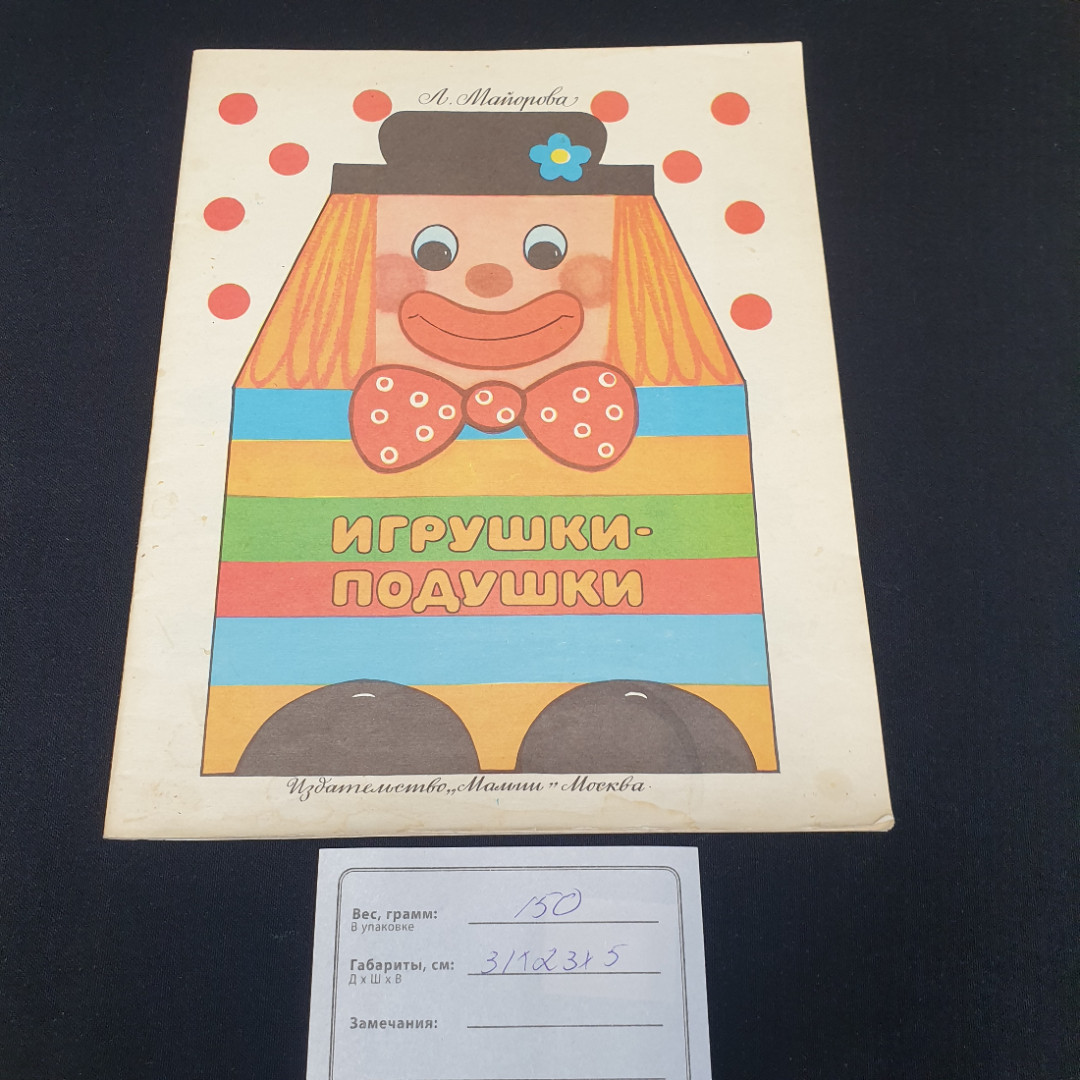 Л. Майорова
ИГРУШКИ-
ПОДУШКИ
Издательство „Малыш" Москва
Вес, грамм: 150
В упаковке
Габариты, см: 31х23х5
Д х Ш х В
Замечания: